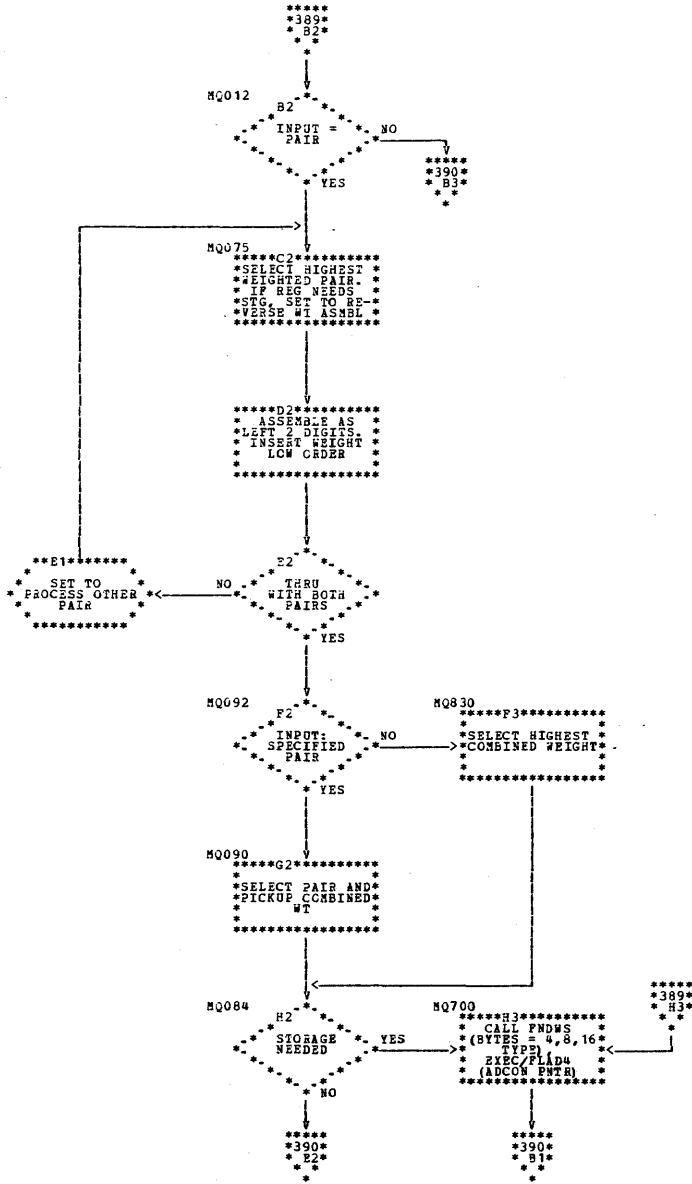 389
B2
MQ012
B2
INPUT =
PAIR
NO
390
B3
YES
MQ075
C2
SELECT HIGHEST
WEIGHTED PAIR.
IF REG NEEDS
STG, SET TO RE-
VERSE WT ASMBL
D2
ASSEMBLE AS
LEFT 2 DIGITS.
INSERT WEIGHT
LOW ORDER
E1
SET TO
PROCESS OTHER
PAIR
NO
E2
THRU
WITH BOTH
PAIRS
YES
MQ092
F2
INPUT:
SPECIFIED
PAIR
NO
YES
MQ830
F3
SELECT HIGHEST
COMBINED WEIGHT
MQ090
G2
SELECT PAIR AND
PICKUP COMBINED
WT
MQ084
H2
STORAGE
NEEDED
YES
NO
MQ700
H3
CALL FNDWS
(BYTES = 4,8,16
TYPE),
EXEC/FLAD4
(ADCON PNTR)
389
H3
390
E2
390
B1